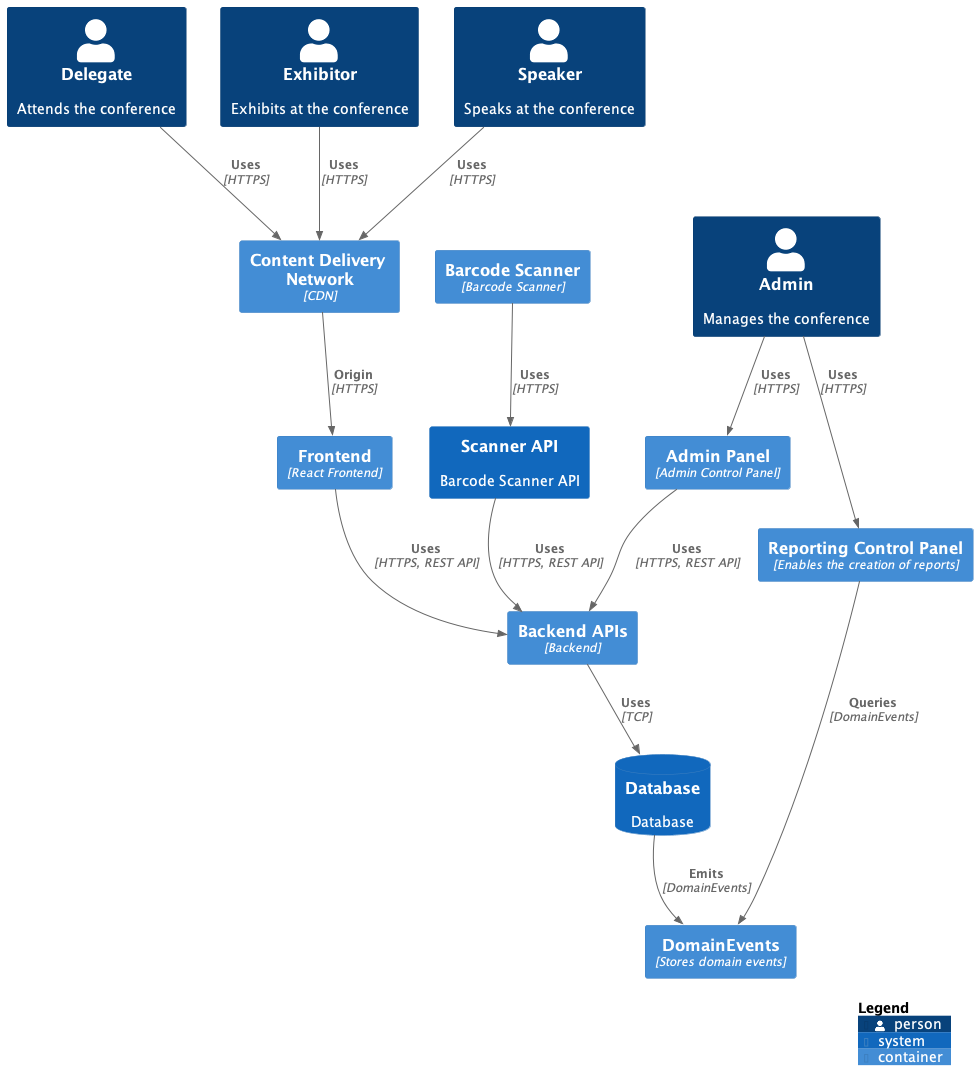 Delegate
Attends the conference
Exhibitor
Exhibits at the conference
Speaker
Speaks at the conference
Uses
[HTTPS]
Uses
[HTTPS]
Uses
[HTTPS]
Content Delivery
Network
[CDN]
Barcode Scanner
[Barcode Scanner]
Admin
Manages the conference
Origin
[HTTPS]
Uses
[HTTPS]
Uses
[HTTPS]
Uses
[HTTPS]
Frontend
[React Frontend]
Scanner API
Barcode Scanner API
Admin Panel
[Admin Control Panel]
Reporting Control Panel
[Enables the creation of reports]
Uses
[HTTPS, REST API]
Uses
[HTTPS, REST API]
Uses
[HTTPS, REST API]
Backend APIs
[Backend]
Uses
[TCP]
Queries
[DomainEvents]
Database
Database
Emits
[DomainEvents]
DomainEvents
[Stores domain events]
Legend
person
system
container